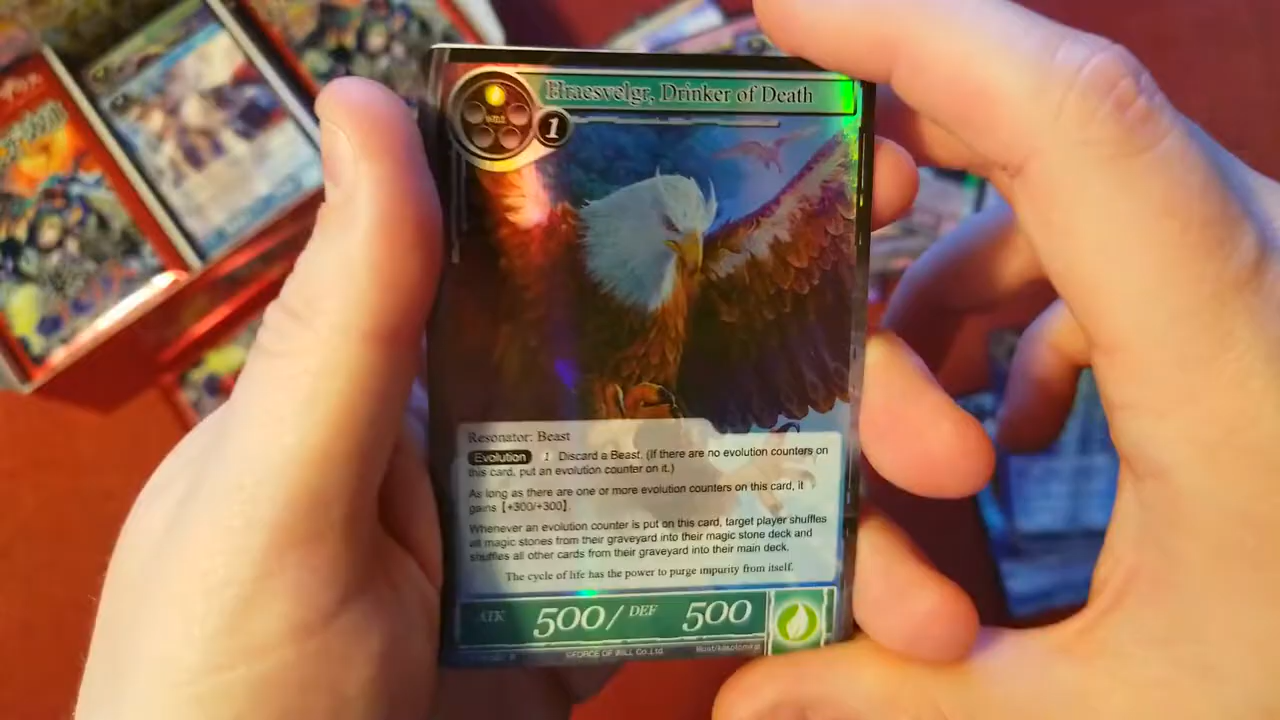 Hraesvelgr, Drinker of Death
WILL
1
Resonator: Beast
Evolution 1 Discard a Beast. (If there are no evolution counters on
this card, put an evolution counter on it.)
As long as there are one or more evolution counters on this card, it
gains [+300/+300].
Whenever an evolution counter is put on this card, target player shuffles
all magic stones from their graveyard into their magic stone deck and
shuffles all other cards from their graveyard into their main deck.
The cycle of life has the power to purge impurity from itself.
ATK 500/ DEF 500
©FORCE OF WILL Co.,Ltd.